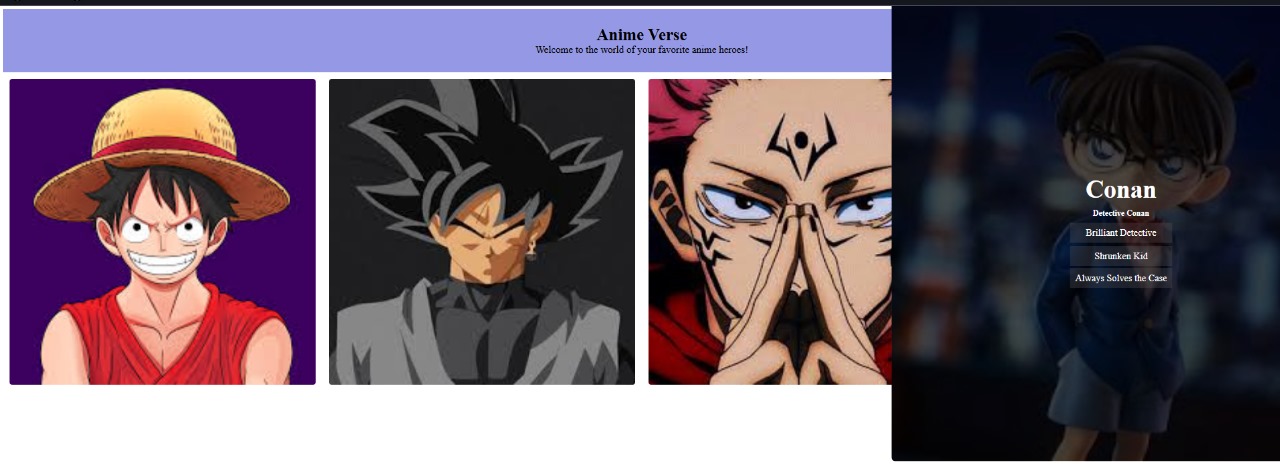 Anime Verse
Welcome to the world of your favorite anime heroes!
Conan
Detective Conan
Brilliant Detective
Shrunken Kid
Always Solves the Case